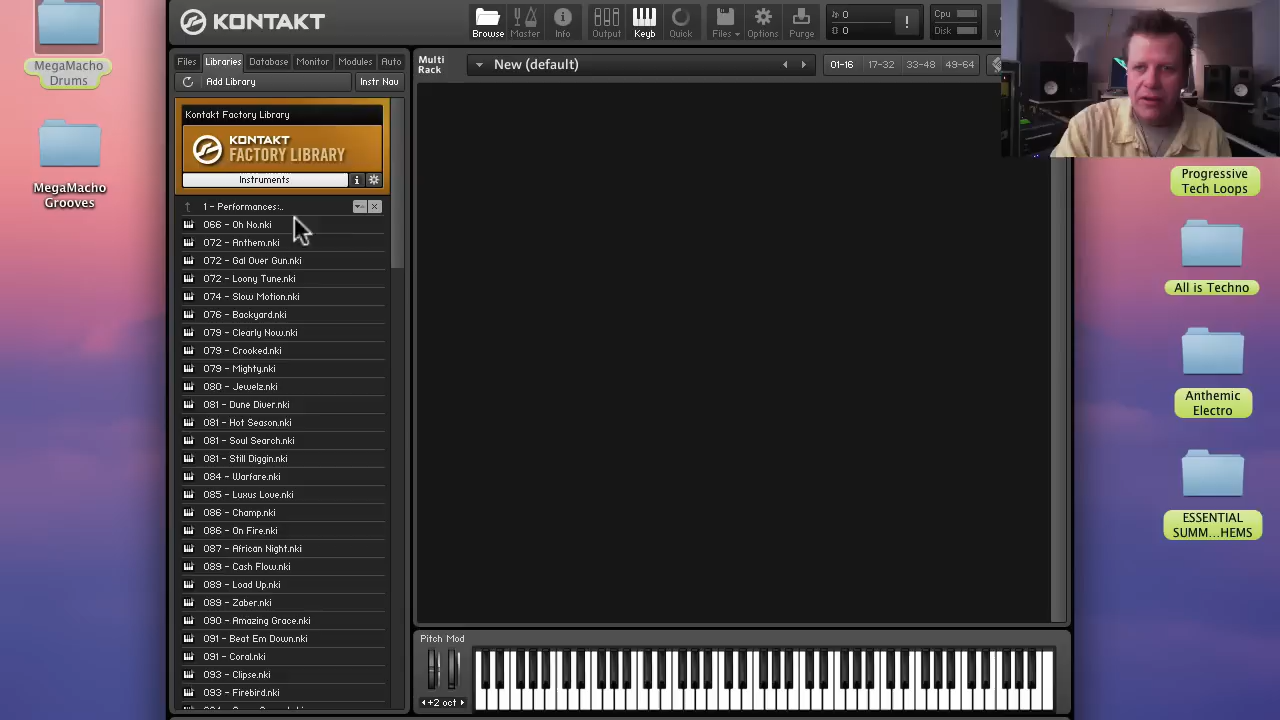 MegaMacho
Drums
MegaMacho
Grooves
KONTAKT
Browse
Master
Info
Output
Keyb
Quick
Files
Options
Purge
0
0
!
Cpu
Disk
Files
Libraries
Database
Monitor
Modules
Auto
Add Library
Instr Nav
Kontakt Factory Library
KONTAKT
FACTORY LIBRARY
Instruments
i
1 - Performances:..
066 - Oh No.nki
072 - Anthem.nki
072 - Gal Over Gun.nki
072 - Loony Tune.nki
074 - Slow Motion.nki
076 - Backyard.nki
079 - Clearly Now.nki
079 - Crooked.nki
079 - Mighty.nki
080 - Jewelz.nki
081 - Dune Diver.nki
081 - Hot Season.nki
081 - Soul Search.nki
081 - Still Diggin.nki
084 - Warfare.nki
085 - Luxus Love.nki
086 - Champ.nki
086 - On Fire.nki
087 - African Night.nki
089 - Cash Flow.nki
089 - Load Up.nki
089 - Zaber.nki
090 - Amazing Grace.nki
091 - Beat Em Down.nki
091 - Coral.nki
093 - Clipse.nki
093 - Firebird.nki
Multi
Rack
New (default)
01-16
17-32
33-48
49-64
Pitch Mod
+2 oct
Progressive
Tech Loops
All is Techno
Anthemic
Electro
ESSENTIAL
SUMM...HEMS